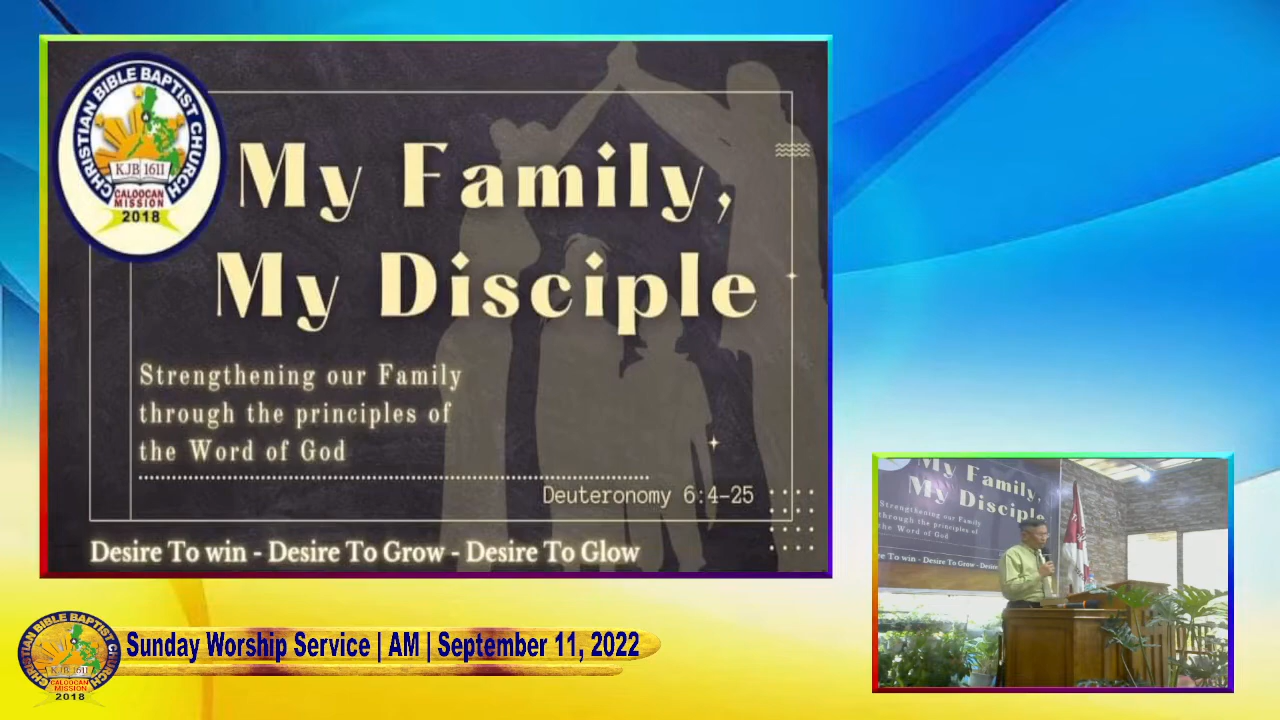 CHRISTIAN BIBLE BAPTIST CHURCH
KJB 1611
CALOOCAN
MISSION
2018
My Family,
My Disciple
Strengthening our Family
through the principles of
the Word of God
Deuteronomy 6:4-25
Desire To win - Desire To Grow - Desire To Glow
My Family,
My Disciple
Strengthening our Family
through the principles of
the Word of God
To win - Desire To Grow -
CHRISTIAN BIBLE BAPTIST CHURCH
KJB 1611
CALOOCAN
MISSION
2018
Sunday Worship Service | AM | September 11, 2022